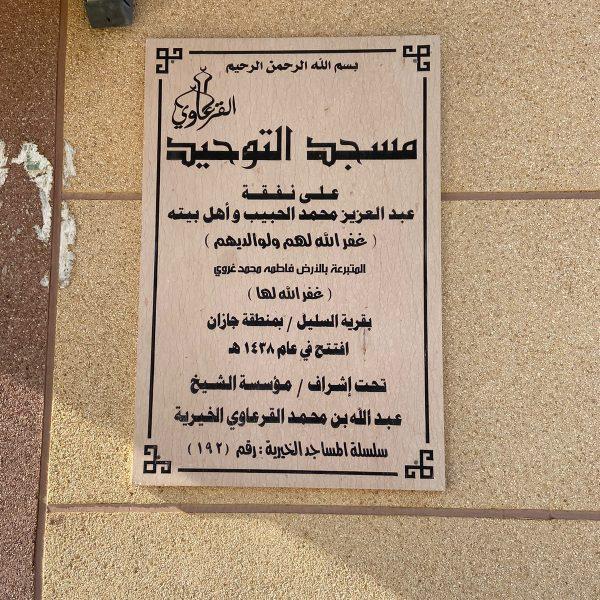 بسم الله الرحمن الرحيم
القرعاوي
مسجد التوحيد
على نفقة
عبد العزيز محمد الحبيب وأهل بيته
( غفر الله لهم ولوالديهم )
المتبرعة بالأرض فاطمه محمد غروي
( غفر الله لها )
بقرية السليل / بمنطقة جازان
افتتح في عام ١٤٣٨ هـ
تحت إشراف / مؤسسة الشيخ
عبد الله بن محمد القرعاوي الخيرية
سلسلة المساجد الخيرية : رقم (١٩٢)